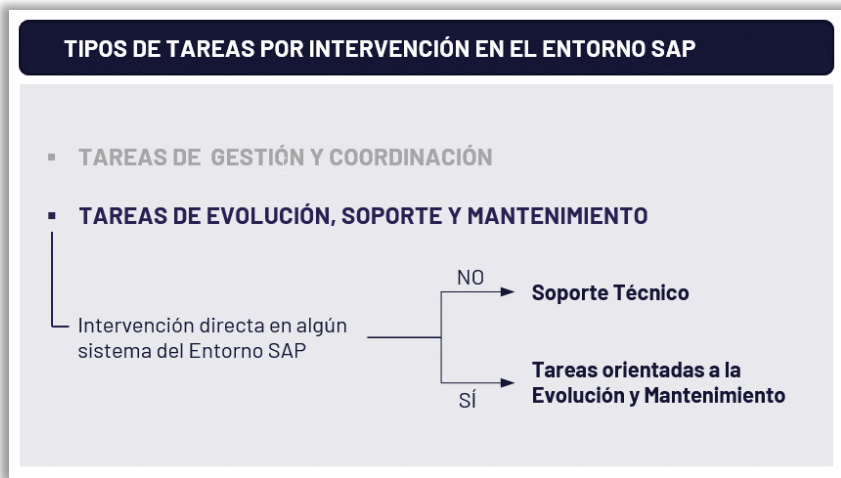 TIPOS DE TAREAS POR INTERVENCIÓN EN EL ENTORNO SAP
▪ TAREAS DE GESTIÓN Y COORDINACIÓN
▪ TAREAS DE EVOLUCIÓN, SOPORTE Y MANTENIMIENTO
Intervención directa en algún
sistema del Entorno SAP
NO
Soporte Técnico
SÍ
Tareas orientadas a la
Evolución y Mantenimiento